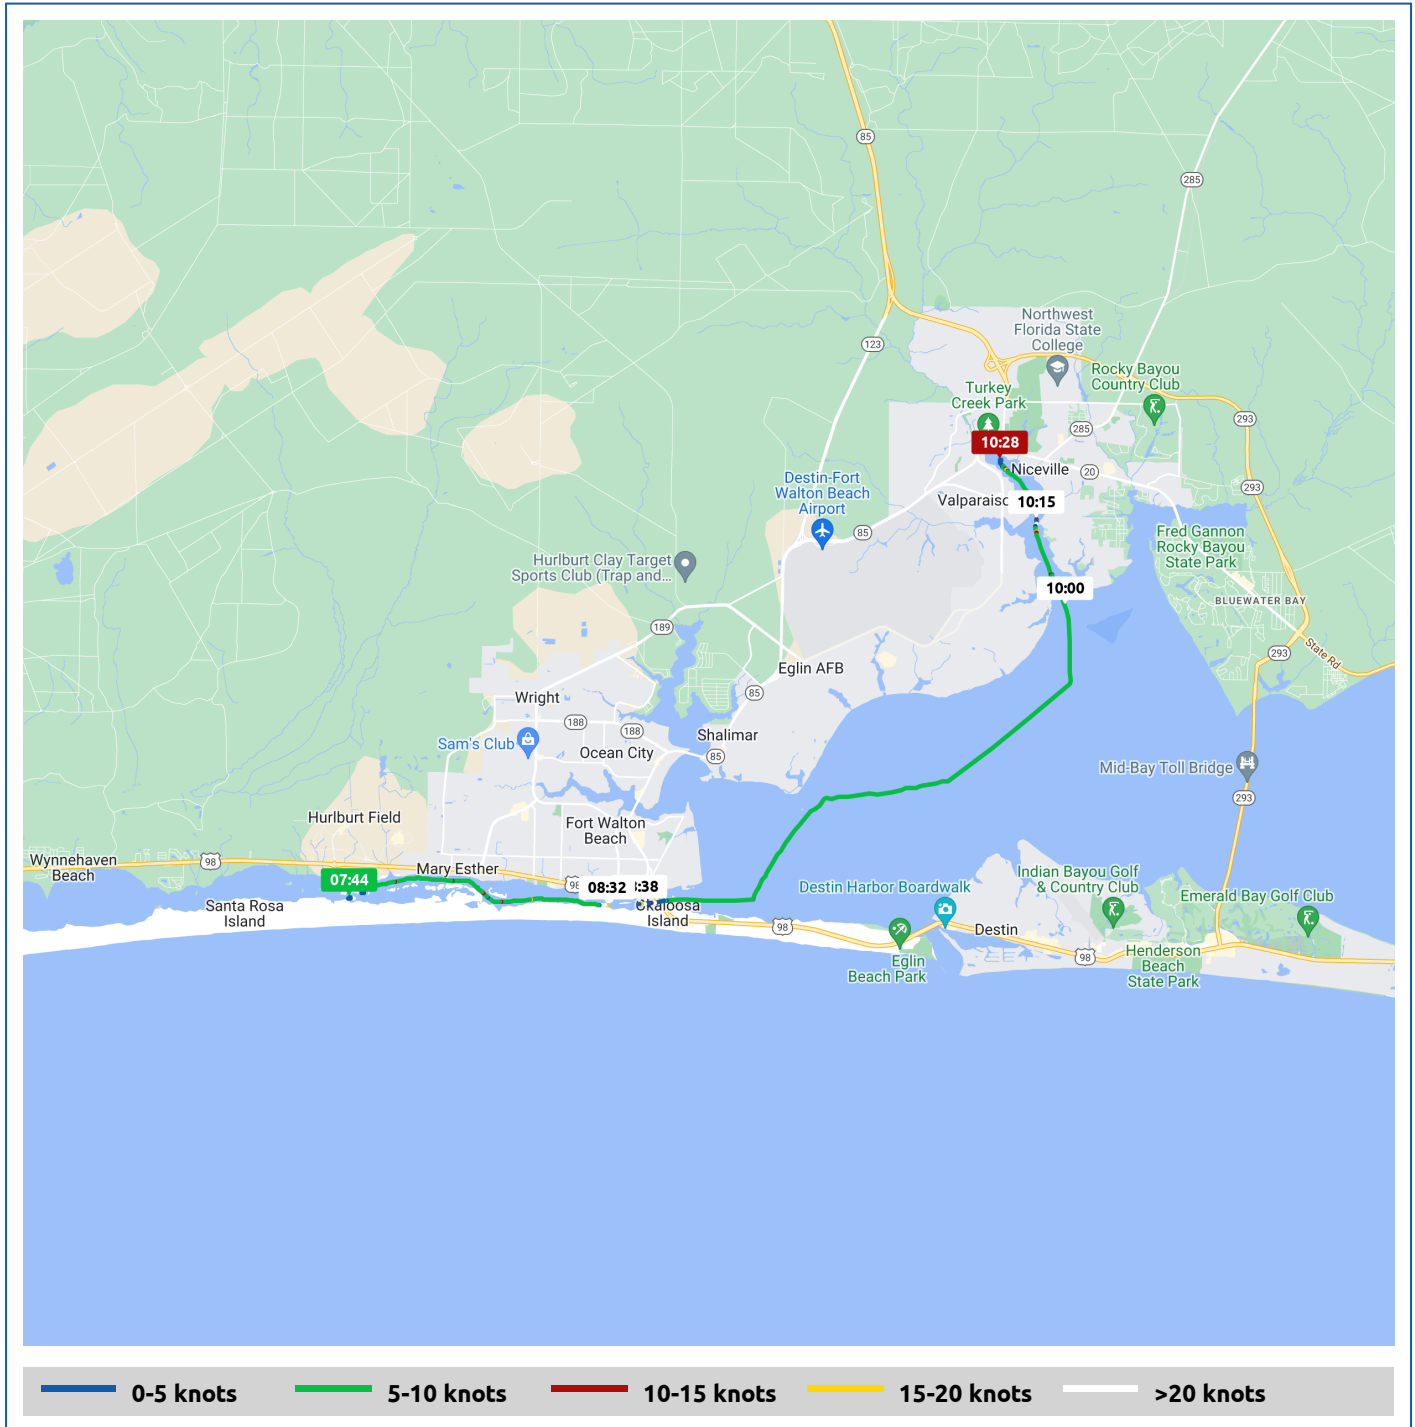 85
285
Northwest
Florida State
College
123
Rocky Bayou
Country Club
Turkey
Creek Park
293
285
10:28
Niceville
20
Destin-Fort
Walton Beach
Airport
Valparaiso
10:15
293
85
Fred Gannon
Rocky Bayou
State Park
Hurlburt Clay Target
Sports Club (Trap and...
10:00
BLUEWATER BAY
189
State Rd
293
Eglin AFB
85
Wright
188
188
Shalimar
Sam's Club
Ocean City
85
Mid-Bay Toll Bridge
293
Hurlburt Field
Fort Walton
Beach
Wynnehaven
Beach
98
Mary Esther
07:44
98
08:32
:38
Destin Harbor Boardwalk
Indian Bayou Golf
& Country Club
Emerald Bay Golf Club
Santa Rosa
Island
Okaloosa
Island
98
Destin
Eglin
Beach Park
98
Henderson
Beach
State Park
0-5 knots
5-10 knots
10-15 knots
15-20 knots
>20 knots